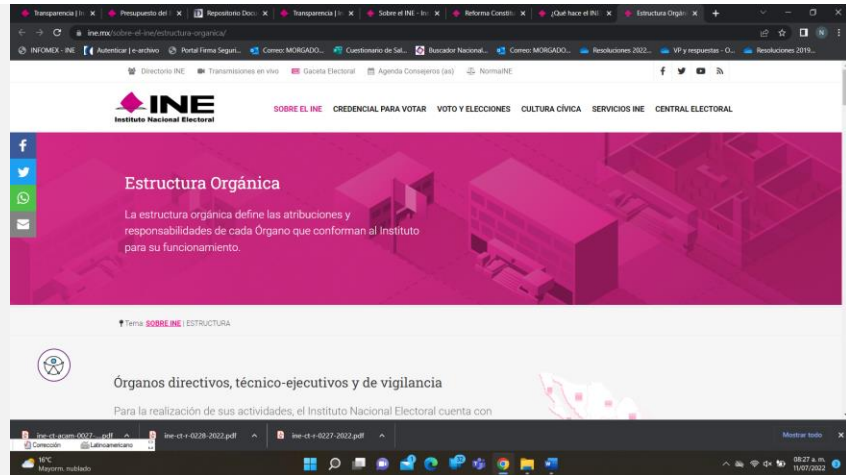 Transparencia | In
Presupuesto del I
Repositorio Docu
Transparencia | In
Sobre el INE - Ins
Reforma Constitu
¿Qué hace el INE
Estructura Orgán
ine.mx/sobre-el-ine/estructura-organica/
INFOMEX - INE
Autenticar | e-archivo
Portal Firma Seguri...
Correo: MORGADO...
Cuestionario de Sal...
Buscador Nacional...
Correo: MORGADO...
Resoluciones 2022...
VP y respuestas - O...
Resoluciones 2019...
Directorio INE
Transmisiones en vivo
Gaceta Electoral
Agenda Consejeros (as)
NormaINE
INE
Instituto Nacional Electoral
SOBRE EL INE
CREDENCIAL PARA VOTAR
VOTO Y ELECCIONES
CULTURA CÍVICA
SERVICIOS INE
CENTRAL ELECTORAL
Estructura Orgánica
La estructura orgánica define las atribuciones y
responsabilidades de cada Órgano que conforman al Instituto
para su funcionamiento.
Tema: SOBRE INE | ESTRUCTURA
Órganos directivos, técnico-ejecutivos y de vigilancia
Para la realización de sus actividades, el Instituto Nacional Electoral cuenta con
ine-ct-acam-0027-...pdf
ine-ct-r-0228-2022.pdf
ine-ct-r-0227-2022.pdf
Mostrar todo
Corrección
Latinoamericano
16°C
Mayorm. nublado
08:27 a. m.
11/07/2022